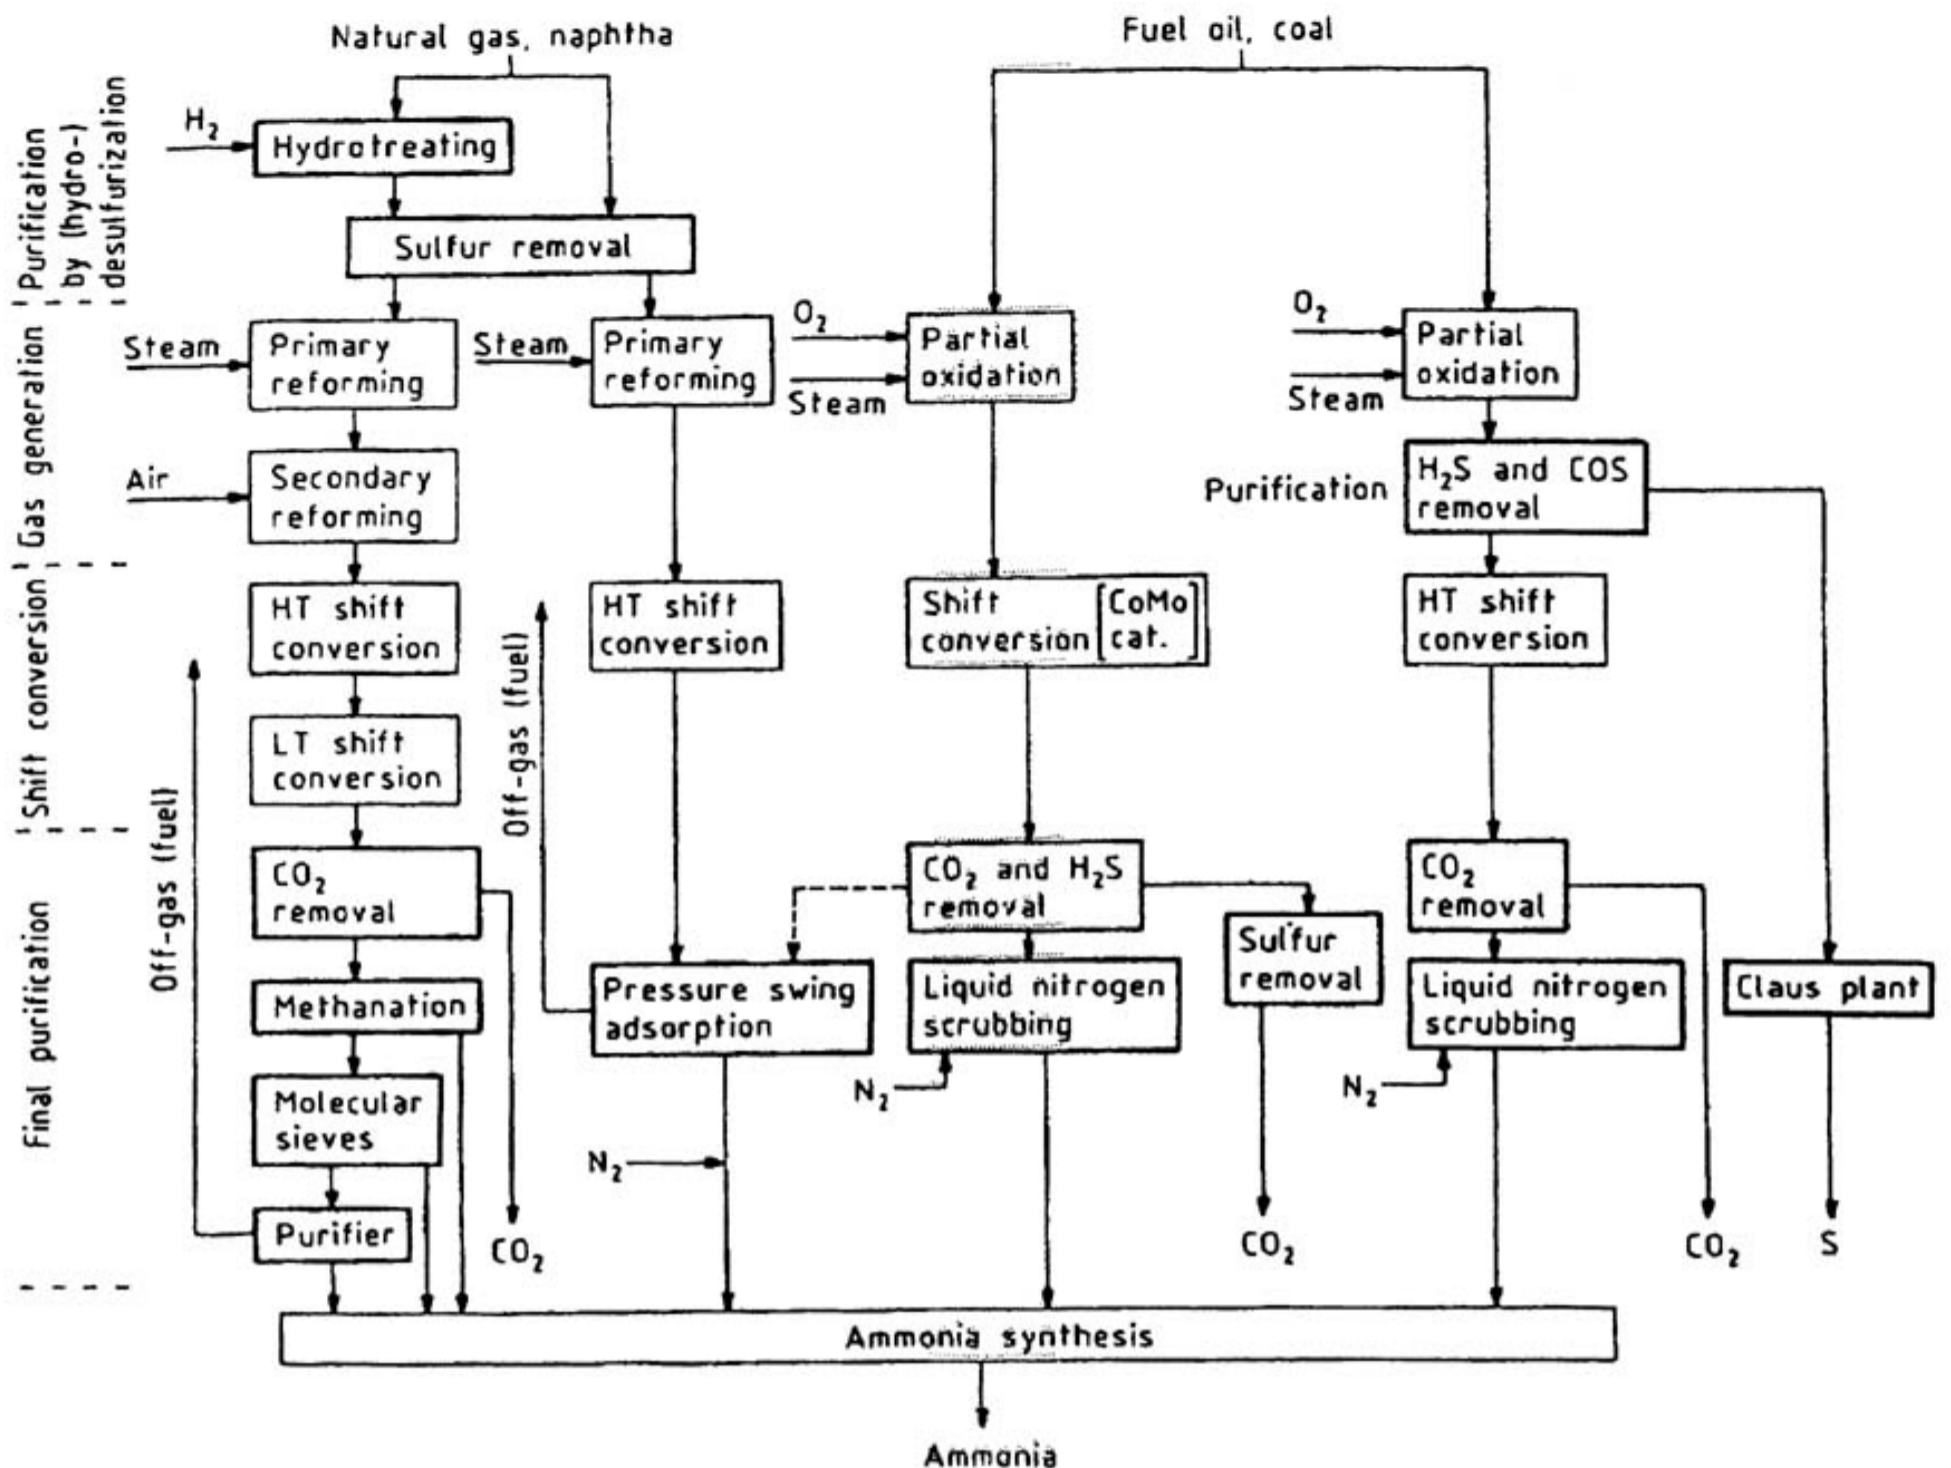 Natural gas, naphtha
Fuel oil, coal
Purification
by (hydro-)
desulfurization
H₂
Hydrotreating
Sulfur removal
Gas generation
Steam
Primary
reforming
Steam
Primary
reforming
O₂
Steam
Partial
oxidation
O₂
Steam
Partial
oxidation
Air
Secondary
reforming
Purification
H₂S and COS
removal
Shift conversion
HT shift
conversion
HT shift
conversion
Shift
conversion
[CoMo
cat.]
HT shift
conversion
LT shift
conversion
Off-gas (fuel)
Off-gas (fuel)
Final purification
CO₂
removal
CO₂ and H₂S
removal
CO₂
removal
Sulfur
removal
Methanation
Pressure swing
adsorption
Liquid nitrogen
scrubbing
Liquid nitrogen
scrubbing
Claus plant
Molecular
sieves
N₂
N₂
N₂
Purifier
CO₂
CO₂
CO₂
S
Ammonia synthesis
Ammonia